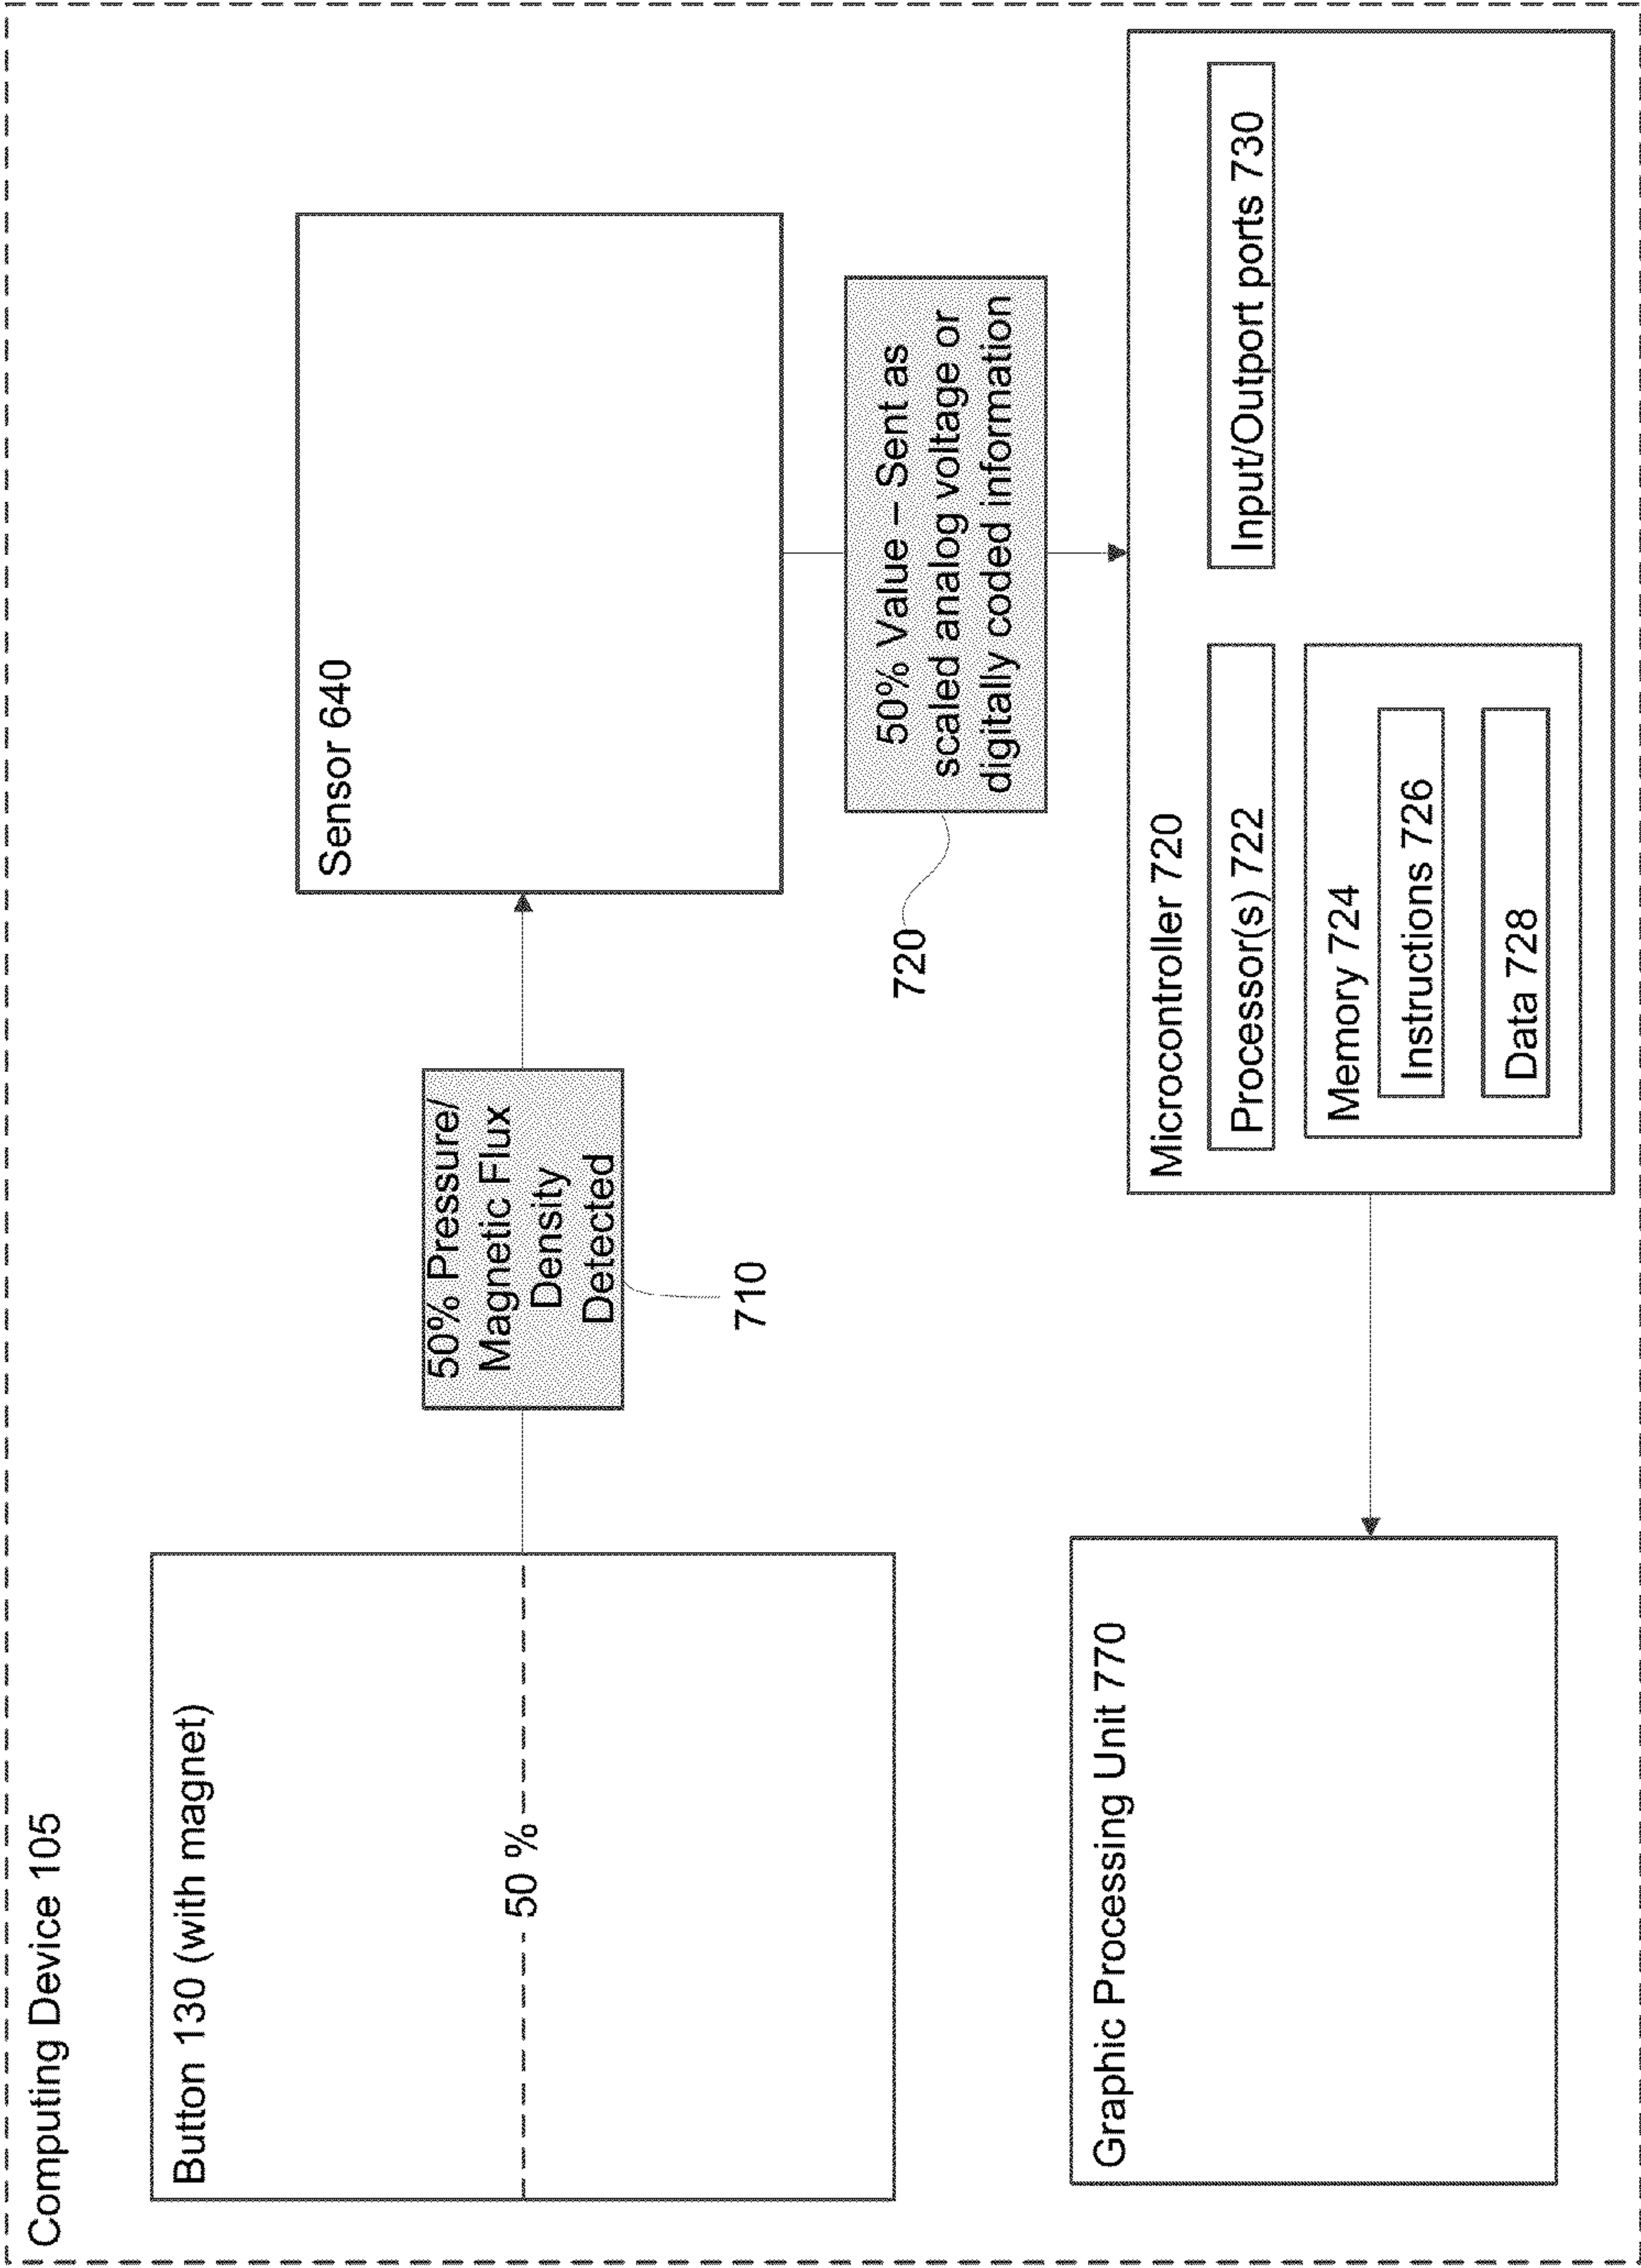 Computing Device 105
Button 130 (with magnet)
50 %
50% Pressure/
Magnetic Flux
Density
Detected
710
Sensor 640
50% Value – Sent as
scaled analog voltage or
digitally coded information
720
Microcontroller 720
Processor(s) 722
Input/Outport ports 730
Memory 724
Instructions 726
Data 728
Graphic Processing Unit 770